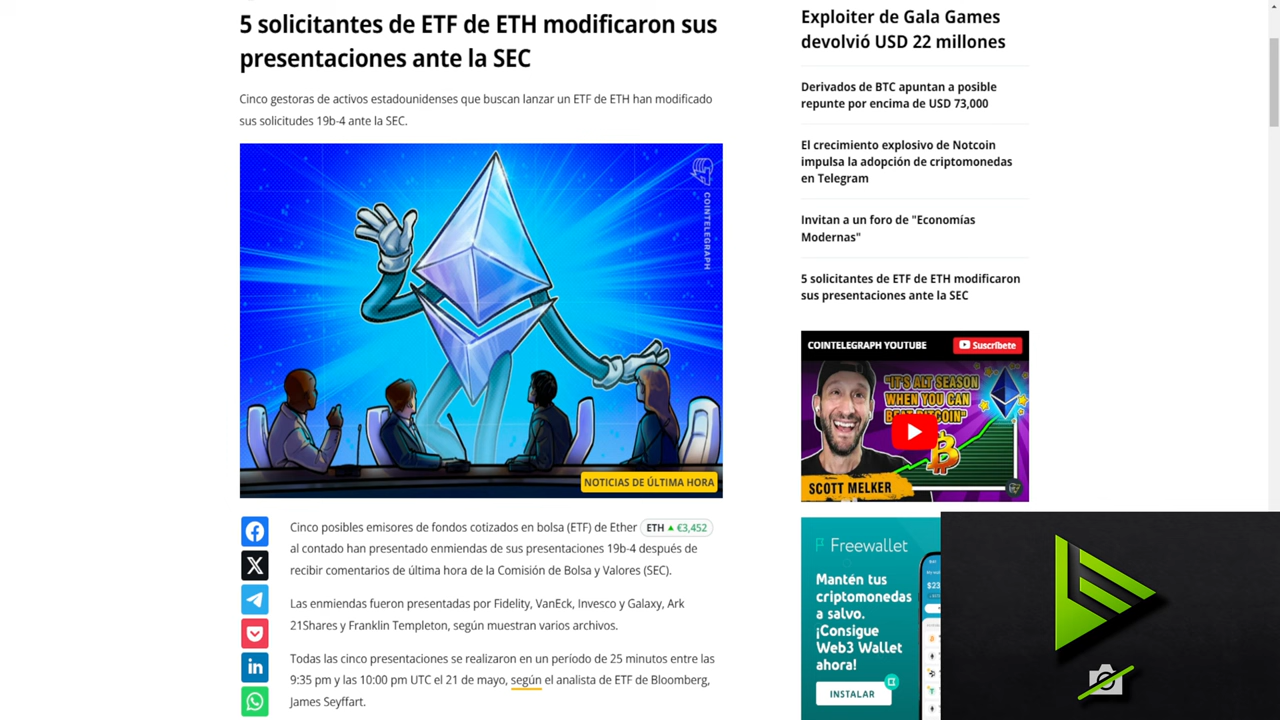 5 solicitantes de ETF de ETH modificaron sus
presentaciones ante la SEC
Cinco gestoras de activos estadounidenses que buscan lanzar un ETF de ETH han modificado
sus solicitudes 19b-4 ante la SEC.
COINTELEGRAPH
NOTICIAS DE ÚLTIMA HORA
Cinco posibles emisores de fondos cotizados en bolsa (ETF) de Ether ETH ▲ €3,452
al contado han presentado enmiendas de sus presentaciones 19b-4 después de
recibir comentarios de última hora de la Comisión de Bolsa y Valores (SEC).
Las enmiendas fueron presentadas por Fidelity, VanEck, Invesco y Galaxy, Ark
21Shares y Franklin Templeton, según muestran varios archivos.
Todas las cinco presentaciones se realizaron en un período de 25 minutos entre las
9:35 pm y las 10:00 pm UTC el 21 de mayo, según el analista de ETF de Bloomberg,
James Seyffart.
Exploiter de Gala Games
devolvió USD 22 millones
Derivados de BTC apuntan a posible
repunte por encima de USD 73,000
El crecimiento explosivo de Notcoin
impulsa la adopción de criptomonedas
en Telegram
Invitan a un foro de "Economías
Modernas"
5 solicitantes de ETF de ETH modificaron
sus presentaciones ante la SEC
COINTELEGRAPH YOUTUBE
Suscríbete
"IT'S ALT SEASON
WHEN YOU CAN
BEAT BITCOIN"
SCOTT MELKER
Freewallet
Mantén tus
criptomonedas
a salvo.
¡Consigue
Web3 Wallet
ahora!
INSTALAR